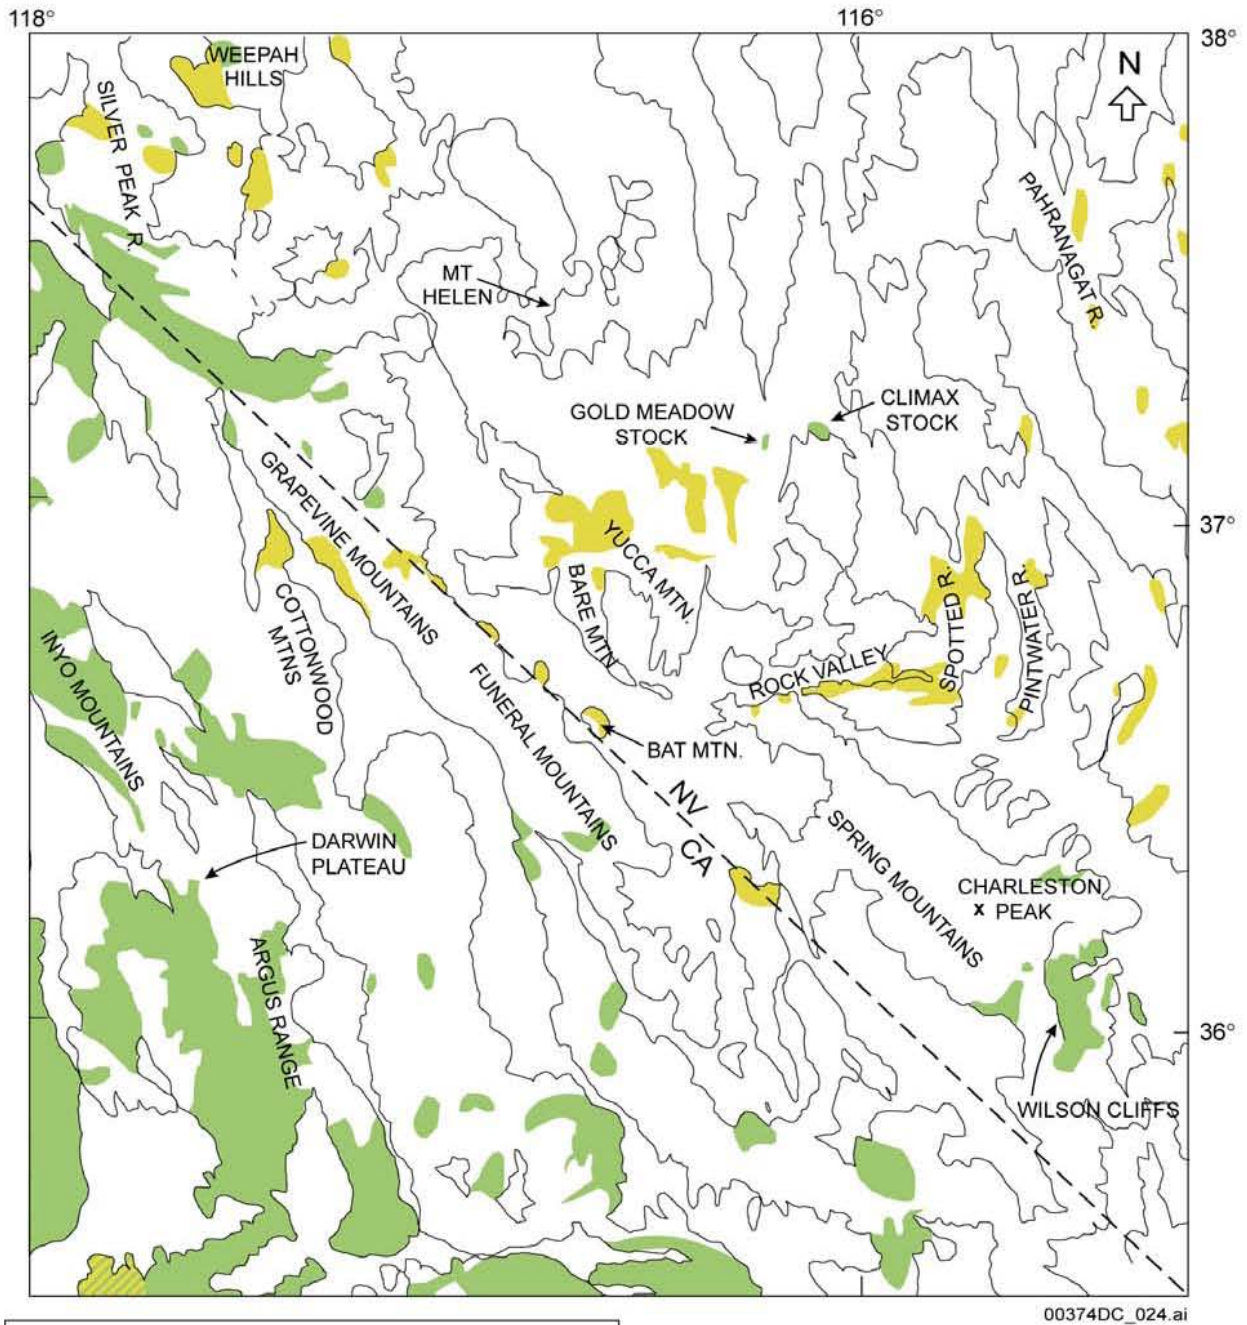 118°
116°
38°
WEEPAH
HILLS
N
SILVER PEAK R.
PAHRANAGAT R.
MT
HELEN
CLIMAX
STOCK
GOLD MEADOW
STOCK
GRAPEVINE MOUNTAINS
37°
YUCCA MTN.
BARE MTN
COTTONWOOD
MTNS
SPOTTED R.
PINTWATER R.
INYO MOUNTAINS
ROCK VALLEY
FUNERAL MOUNTAINS
BAT MTN.
NV
CA
DARWIN
PLATEAU
SPRING MOUNTAINS
CHARLESTON
x PEAK
ARGUS RANGE
36°
WILSON CLIFFS
00374DC_024.ai